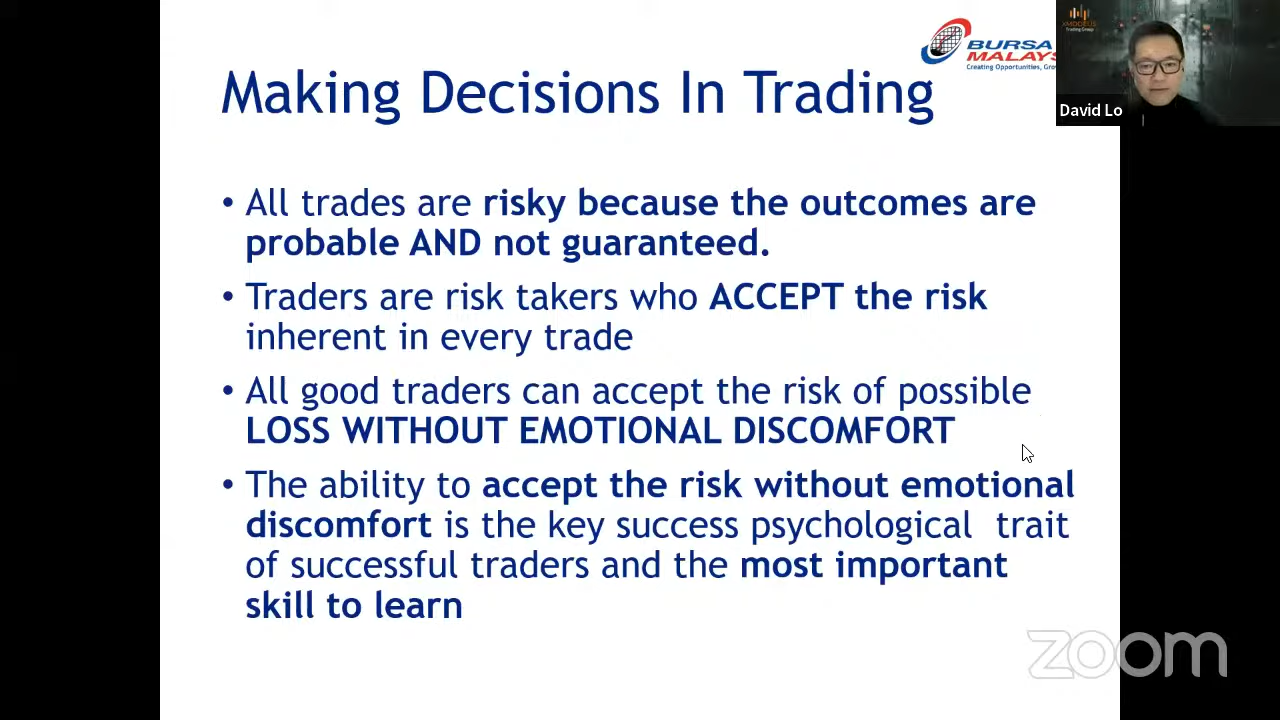 BURSA
MALAYS
Creating Opportunities, Gro
Making Decisions In Trading
Trading Group
David Lo
• All trades are risky because the outcomes are
probable AND not guaranteed.
• Traders are risk takers who ACCEPT the risk
inherent in every trade
• All good traders can accept the risk of possible
LOSS WITHOUT EMOTIONAL DISCOMFORT
• The ability to accept the risk without emotional
discomfort is the key success psychological trait
of successful traders and the most important
skill to learn
zoom